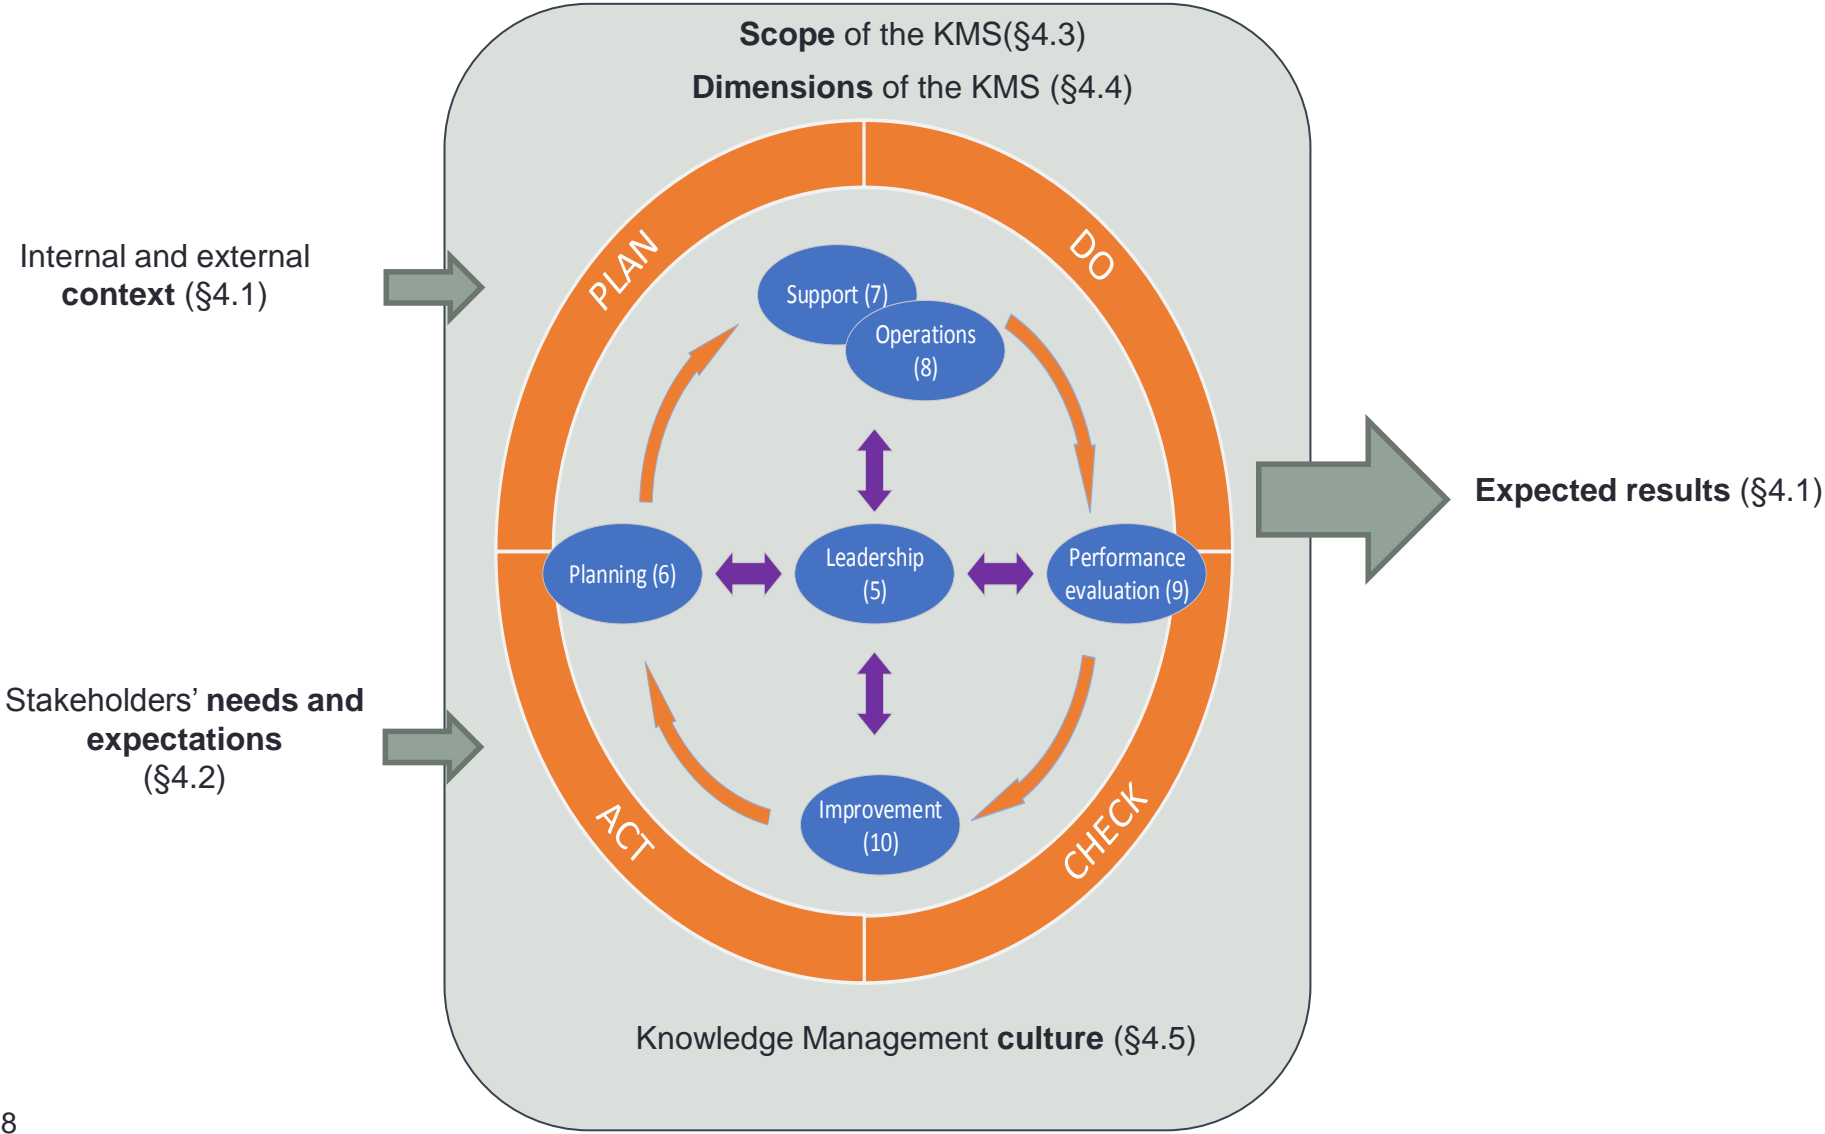 Scope of the KMS(§4.3)
Dimensions of the KMS (§4.4)
Internal and external
context (§4.1)
PLAN
DO
Support (7)
Operations
(8)
Expected results (§4.1)
Planning (6)
Leadership
(5)
Performance
evaluation (9)
Stakeholders’ needs and
expectations
(§4.2)
Improvement
(10)
ACT
CHECK
Knowledge Management culture (§4.5)
8